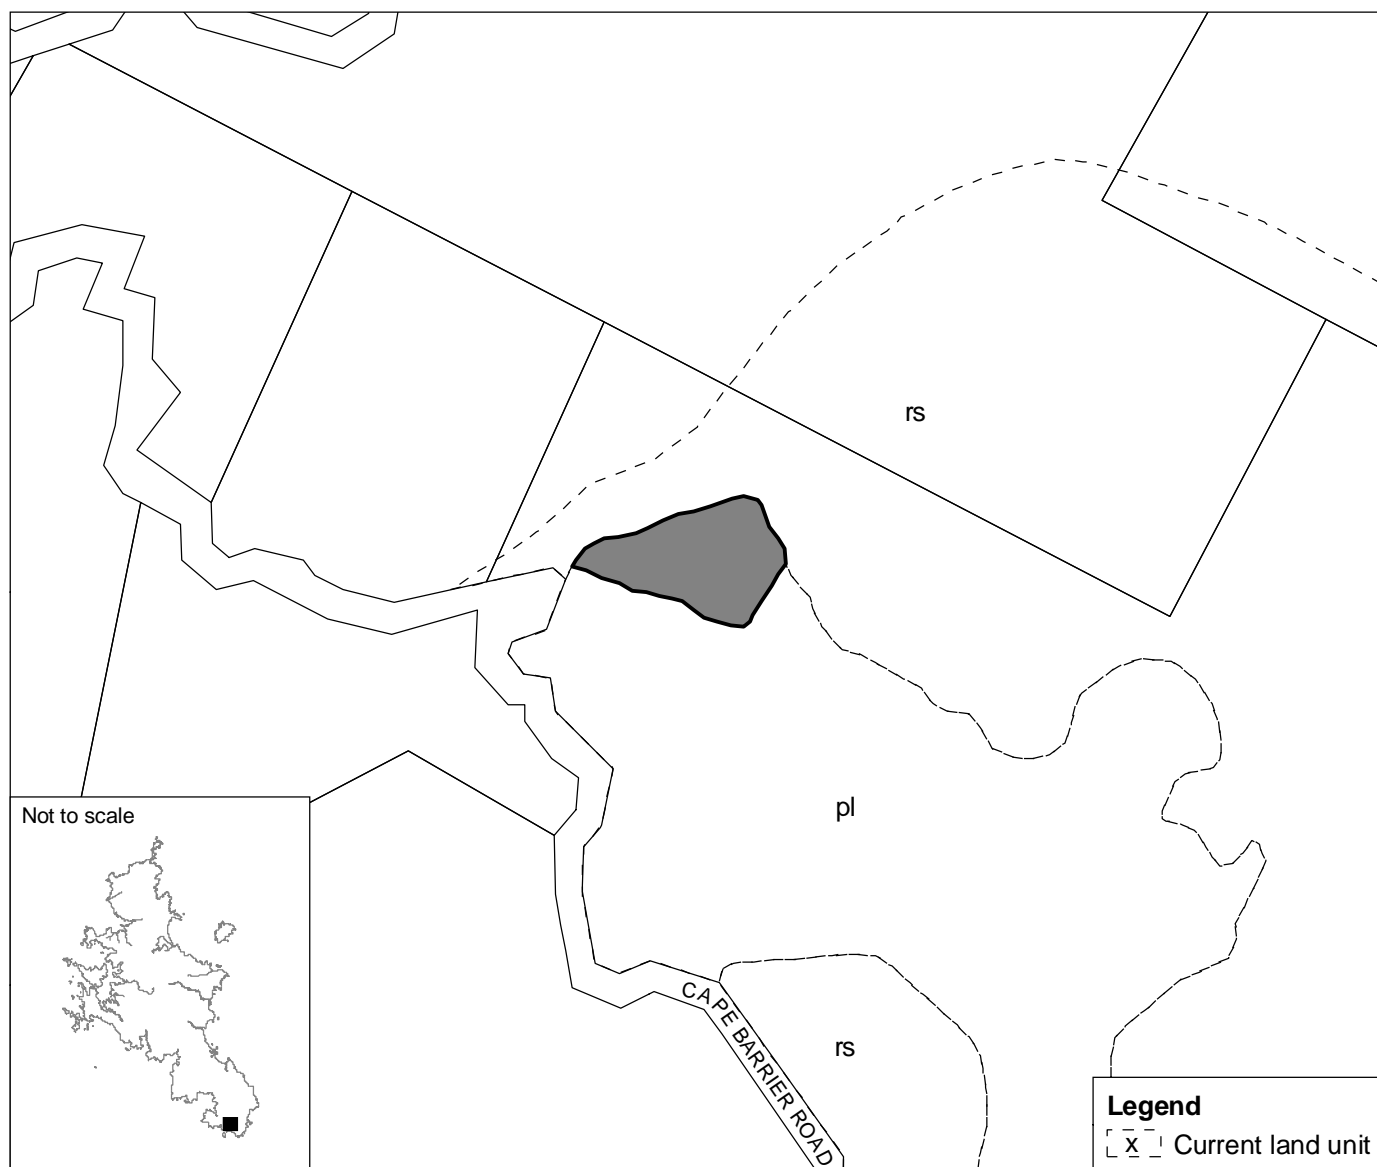 rs
pl
Not to scale
CAPE BARRIER ROAD
rs
Legend
x Current land unit